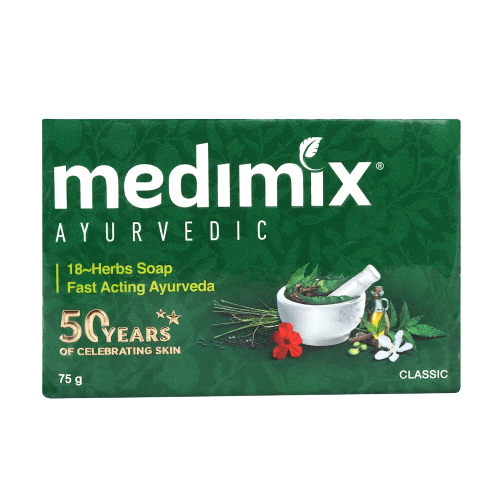 medimix®
AYURVEDIC
18~Herbs Soap
Fast Acting Ayurveda
50 YEARS
OF CELEBRATING SKIN
75 g
CLASSIC